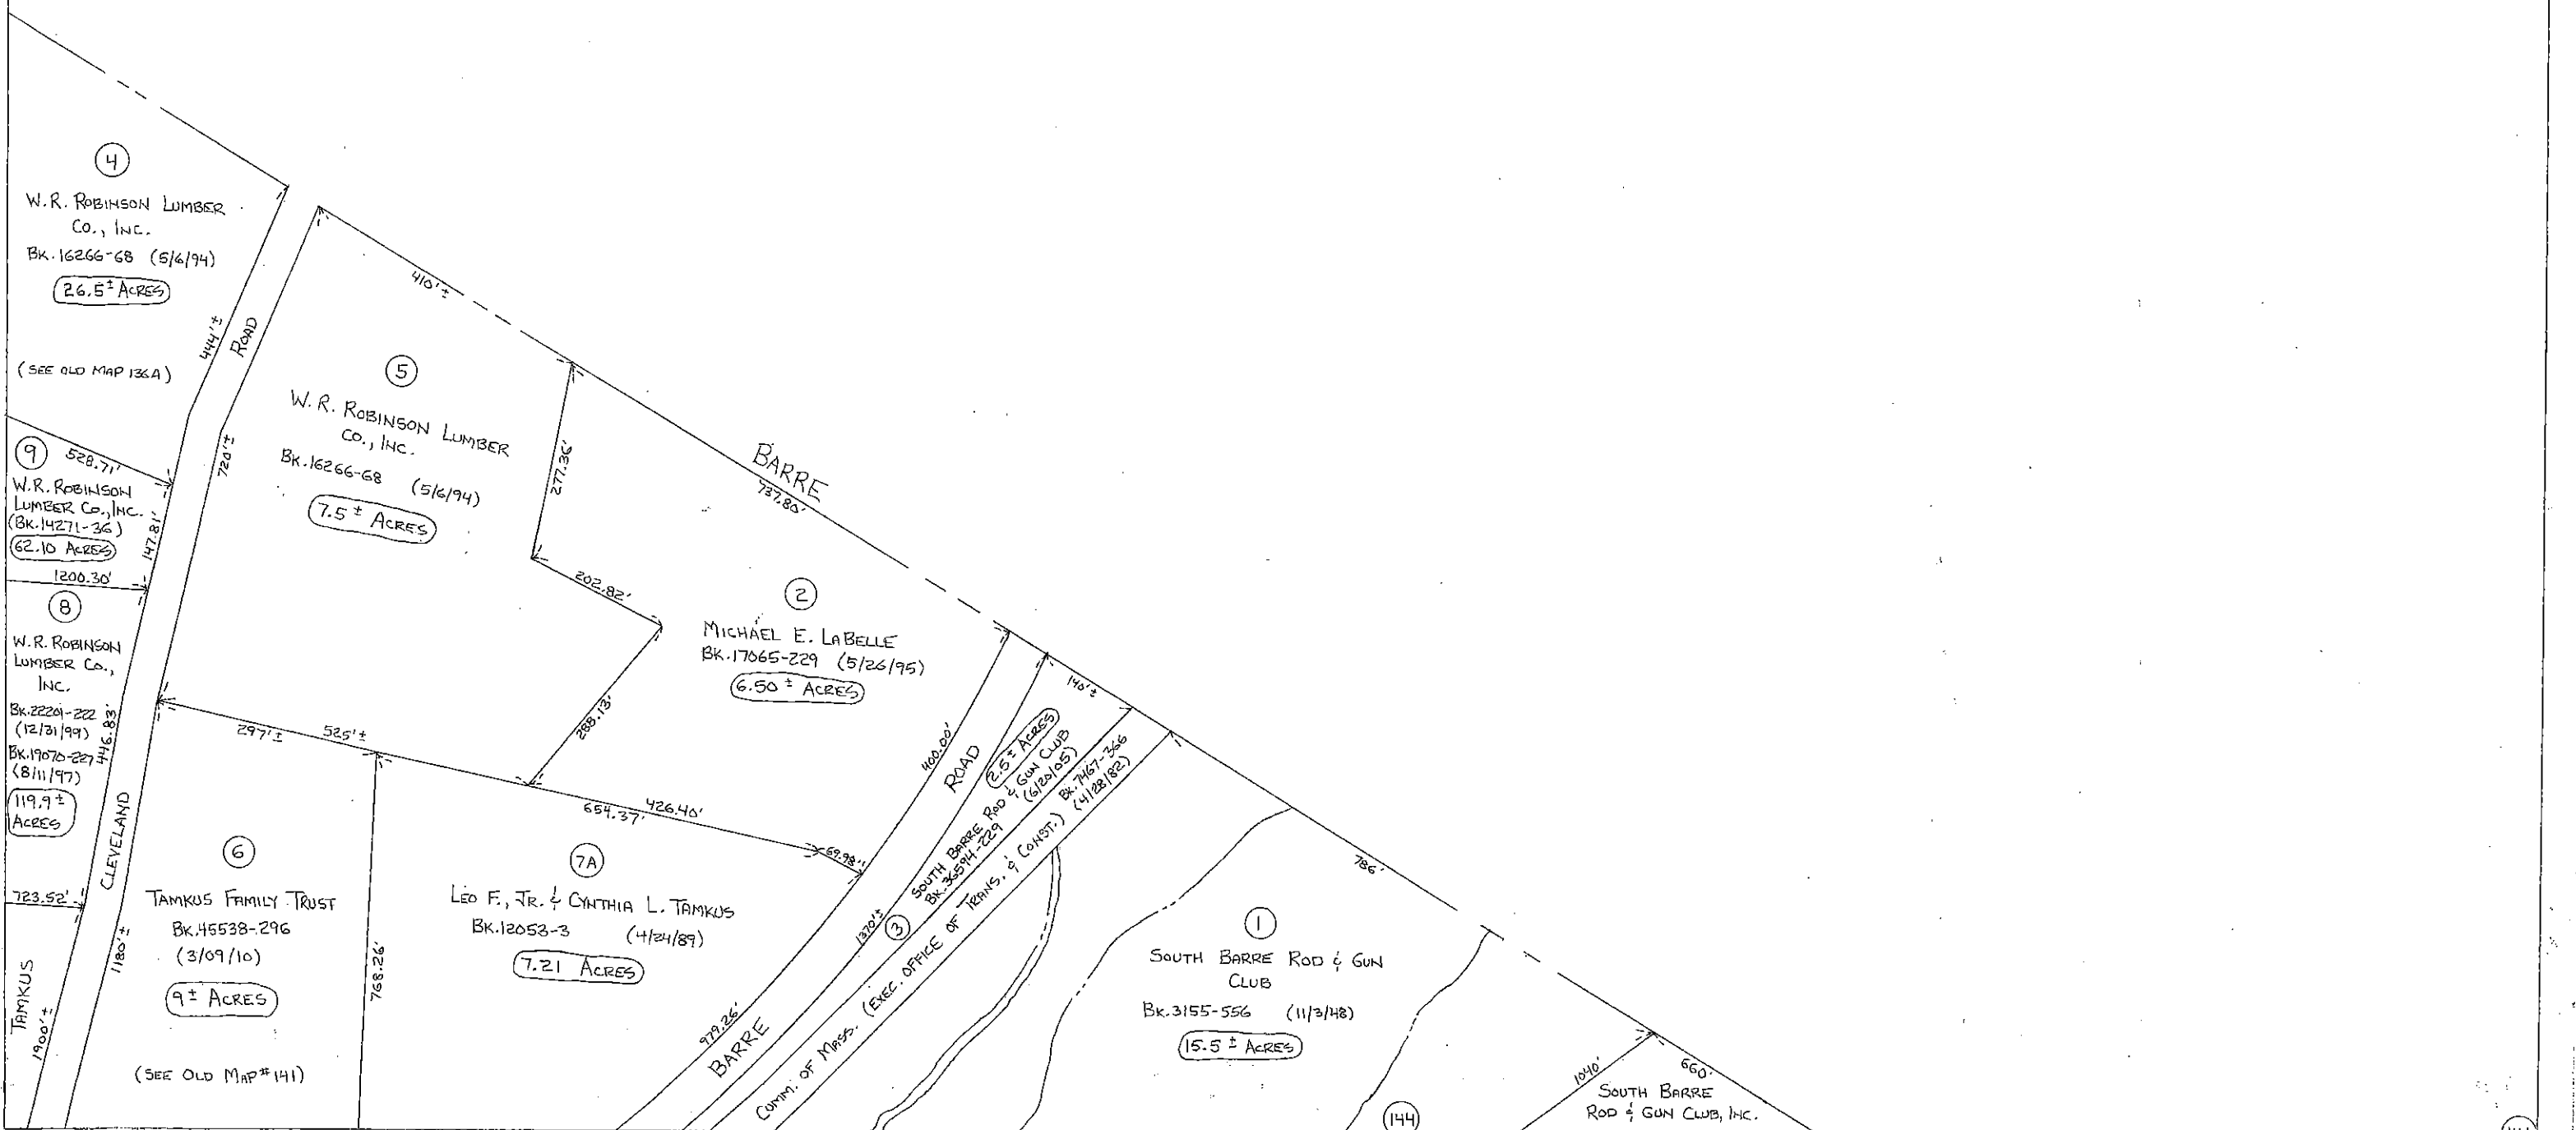 4
W.R. ROBINSON LUMBER
CO., INC.
BK.16266-68 (5/6/94)
26.5± ACRES
(SEE OLD MAP 136A)
444'±
ROAD
720'±
9
528.71'
W.R. ROBINSON
LUMBER CO., INC.
(BK.14271-36)
62.10 ACRES
147.81'
1200.30'
8
W.R. ROBINSON
LUMBER CO.,
INC.
BK.22201-222
(12/31/99)
BK.19070-227
(8/11/97)
119.9±
ACRES
446.83'
CLEVELAND
723.52'
TAMKUS
1900'±
1180'±
410'±
5
W.R. ROBINSON LUMBER
CO., INC.
BK.16266-68 (5/6/94)
7.5± ACRES
277.36'
202.82'
288.13'
297'±
525'±
BARRE
737.80'
2
MICHAEL E. LABELLE
BK.17065-229 (5/26/95)
6.50± ACRES
400.00'
426.40'
654.37'
69.98'
6
TAMKUS FAMILY TRUST
BK.45538-296
(3/09/10)
9± ACRES
(SEE OLD MAP #141)
768.26'
7A
LEO F., JR. & CYNTHIA L. TAMKUS
BK.12053-3 (4/24/89)
7.21 ACRES
979.26'
BARRE
ROAD
1370'±
140'±
2.5± ACRES
3
SOUTH BARRE ROD & GUN CLUB
BK.36594-229 (6/20/05)
COMM. OF MASS. (EXEC. OFFICE OF TRANS. & CONST.) BK.7467-366
(4/28/82)
786'
1
SOUTH BARRE ROD & GUN
CLUB
BK.3155-556 (11/3/48)
15.5± ACRES
1040'
660'
SOUTH BARRE
ROD & GUN CLUB, INC.
144